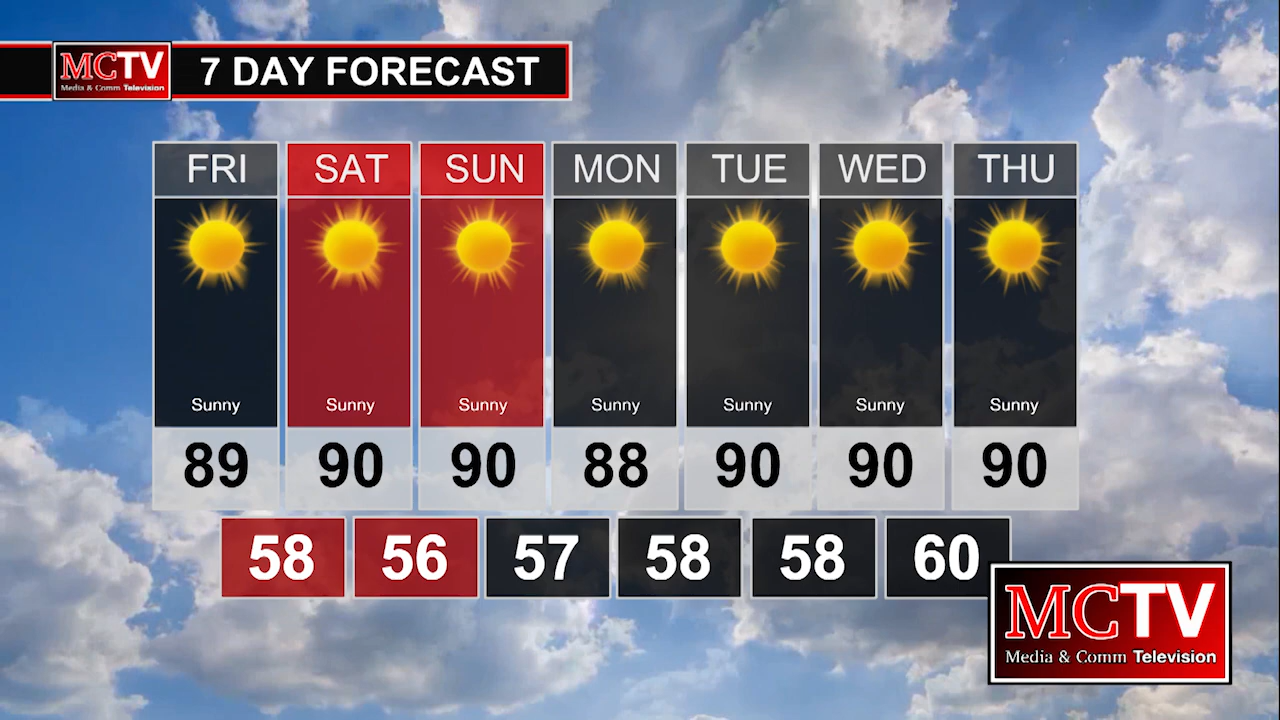 MCTV
Media & Comm Television
7 DAY FORECAST
FRI SAT SUN MON TUE WED THU
Sunny Sunny Sunny Sunny Sunny Sunny Sunny
89 90 90 88 90 90 90
58 56 57 58 58 60
MCTV
Media & Comm Television